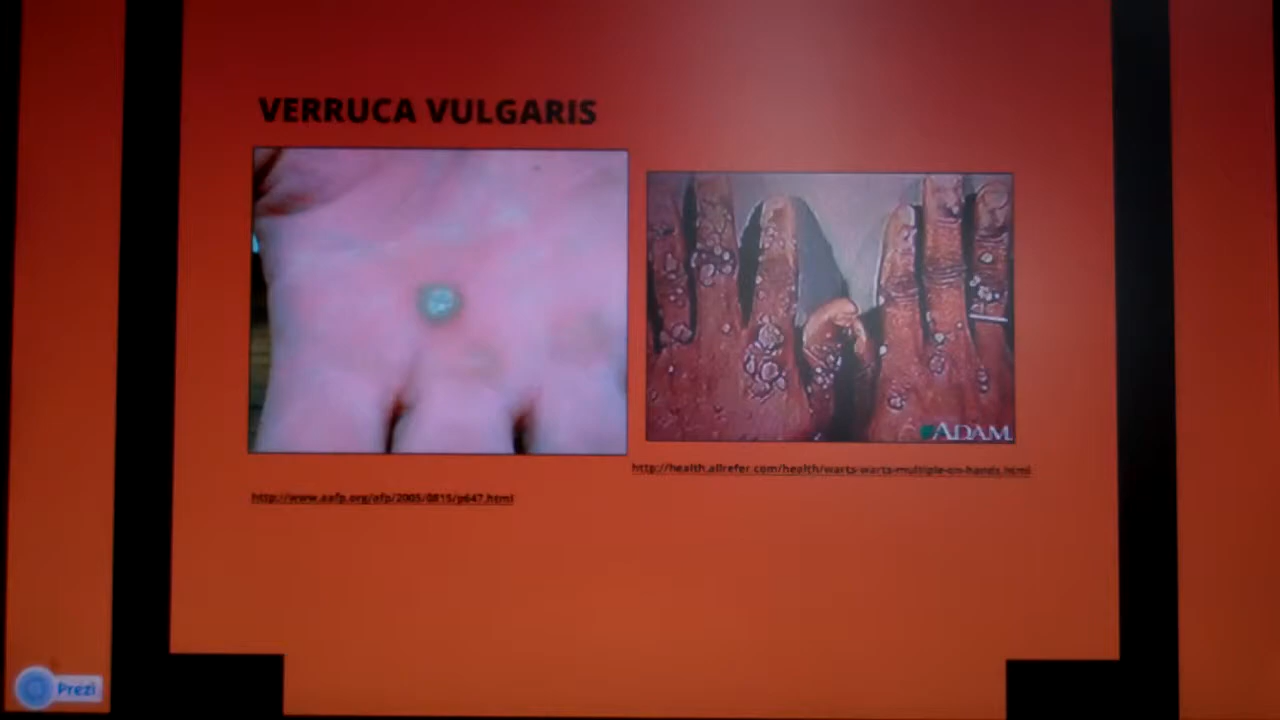 VERRUCA VULGARIS
ADAM
http://health.allrefer.com/health/warts-warts-multiple-on-hands.html
http://www.aafp.org/afp/2005/0815/p647.html
Prezi